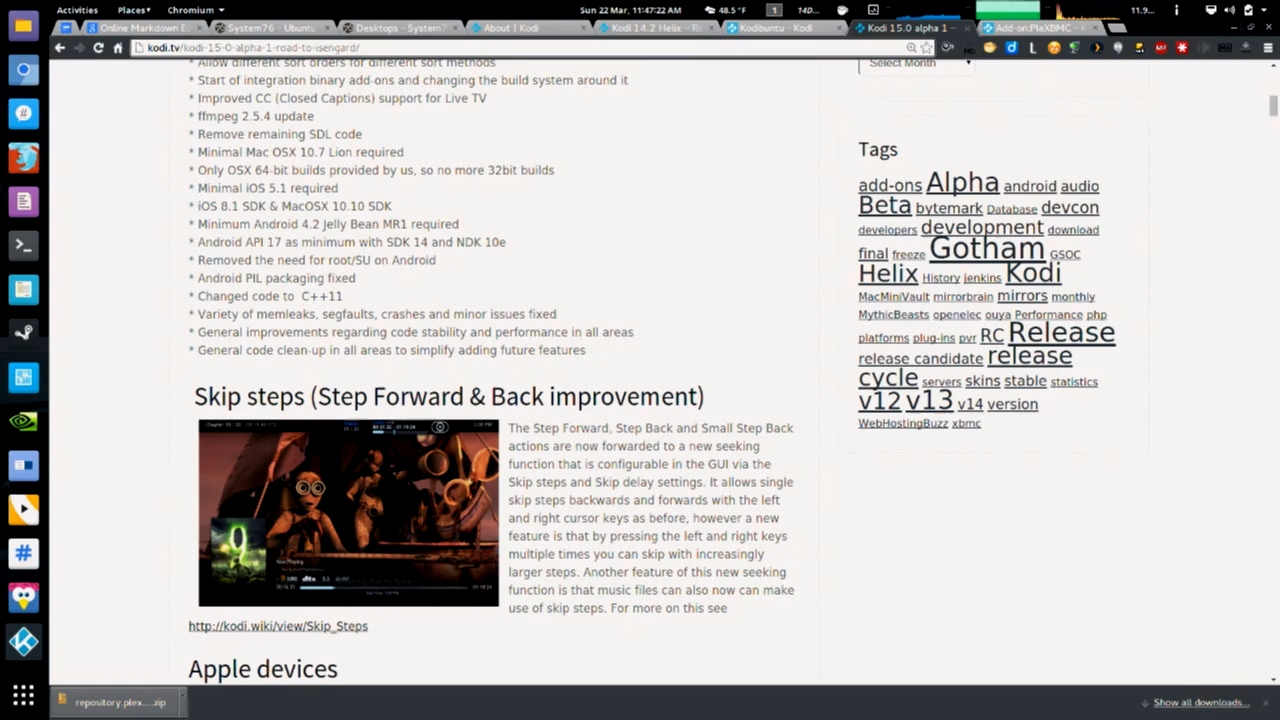 Activities Places Chromium Sun 22 Mar, 11:47:22 AM 48.5 °F 1 14D... 11.9...
Online Markdown E System76 - Ubuntu Desktops - System7 About | Kodi Kodi 14.2 Helix – Re Kodibuntu - Kodi Kodi 15.0 alpha 1 – Add-on:PleXBMC - K
kodi.tv/kodi-15-0-alpha-1-road-to-isengard/
* Allow different sort orders for different sort methods
* Start of integration binary add-ons and changing the build system around it
* Improved CC (Closed Captions) support for Live TV
* ffmpeg 2.5.4 update
* Remove remaining SDL code
* Minimal Mac OSX 10.7 Lion required
* Only OSX 64-bit builds provided by us, so no more 32bit builds
* Minimal iOS 5.1 required
* iOS 8.1 SDK & MacOSX 10.10 SDK
* Minimum Android 4.2 Jelly Bean MR1 required
* Android API 17 as minimum with SDK 14 and NDK 10e
* Removed the need for root/SU on Android
* Android PIL packaging fixed
* Changed code to C++11
* Variety of memleaks, segfaults, crashes and minor issues fixed
* General improvements regarding code stability and performance in all areas
* General code clean-up in all areas to simplify adding future features
Skip steps (Step Forward & Back improvement)
The Step Forward, Step Back and Small Step Back
actions are now forwarded to a new seeking
function that is configurable in the GUI via the
Skip steps and Skip delay settings. It allows single
skip steps backwards and forwards with the left
and right cursor keys as before, however a new
feature is that by pressing the left and right keys
multiple times you can skip with increasingly
larger steps. Another feature of this new seeking
function is that music files can also now can make
use of skip steps. For more on this see
http://kodi.wiki/view/Skip_Steps
Apple devices
Select Month
Tags
add-ons Alpha android audio
Beta bytemark Database devcon
developers development download
final freeze Gotham GSOC
Helix History jenkins Kodi
MacMiniVault mirrorbrain mirrors monthly
MythicBeasts openelec ouya Performance php
platforms plug-ins pvr RC Release
release candidate release
cycle servers skins stable statistics
v12 v13 v14 version
WebHostingBuzz xbmc
repository.plex....zip
Show all downloads...